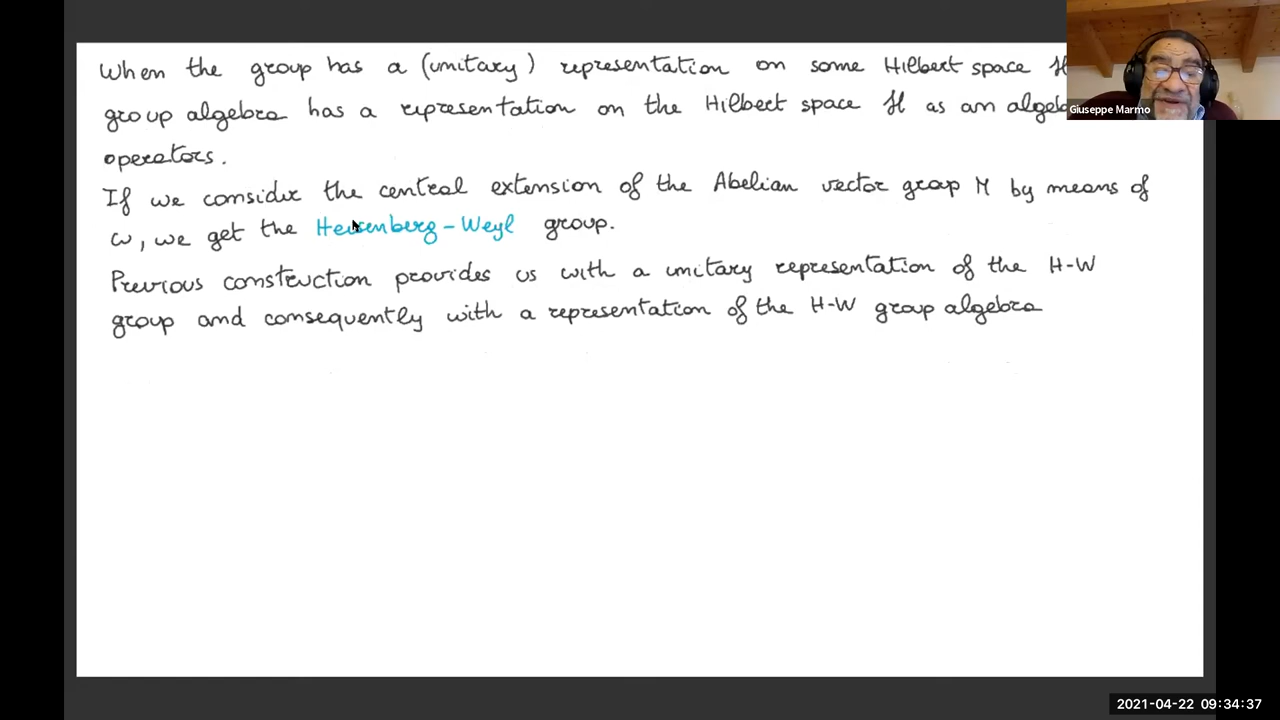 When the group has a (unitary) representation on some Hilbert space H
group algebra has a representation on the Hilbert space H as an algeb
operators.
If we consider the central extension of the Abelian vector group M by means of
ω, we get the Heisenberg-Weyl group.
Previous construction provides us with a unitary representation of the H-W
group and consequently with a representation of the H-W group algebra
Giuseppe Marmo
2021-04-22 09:34:37